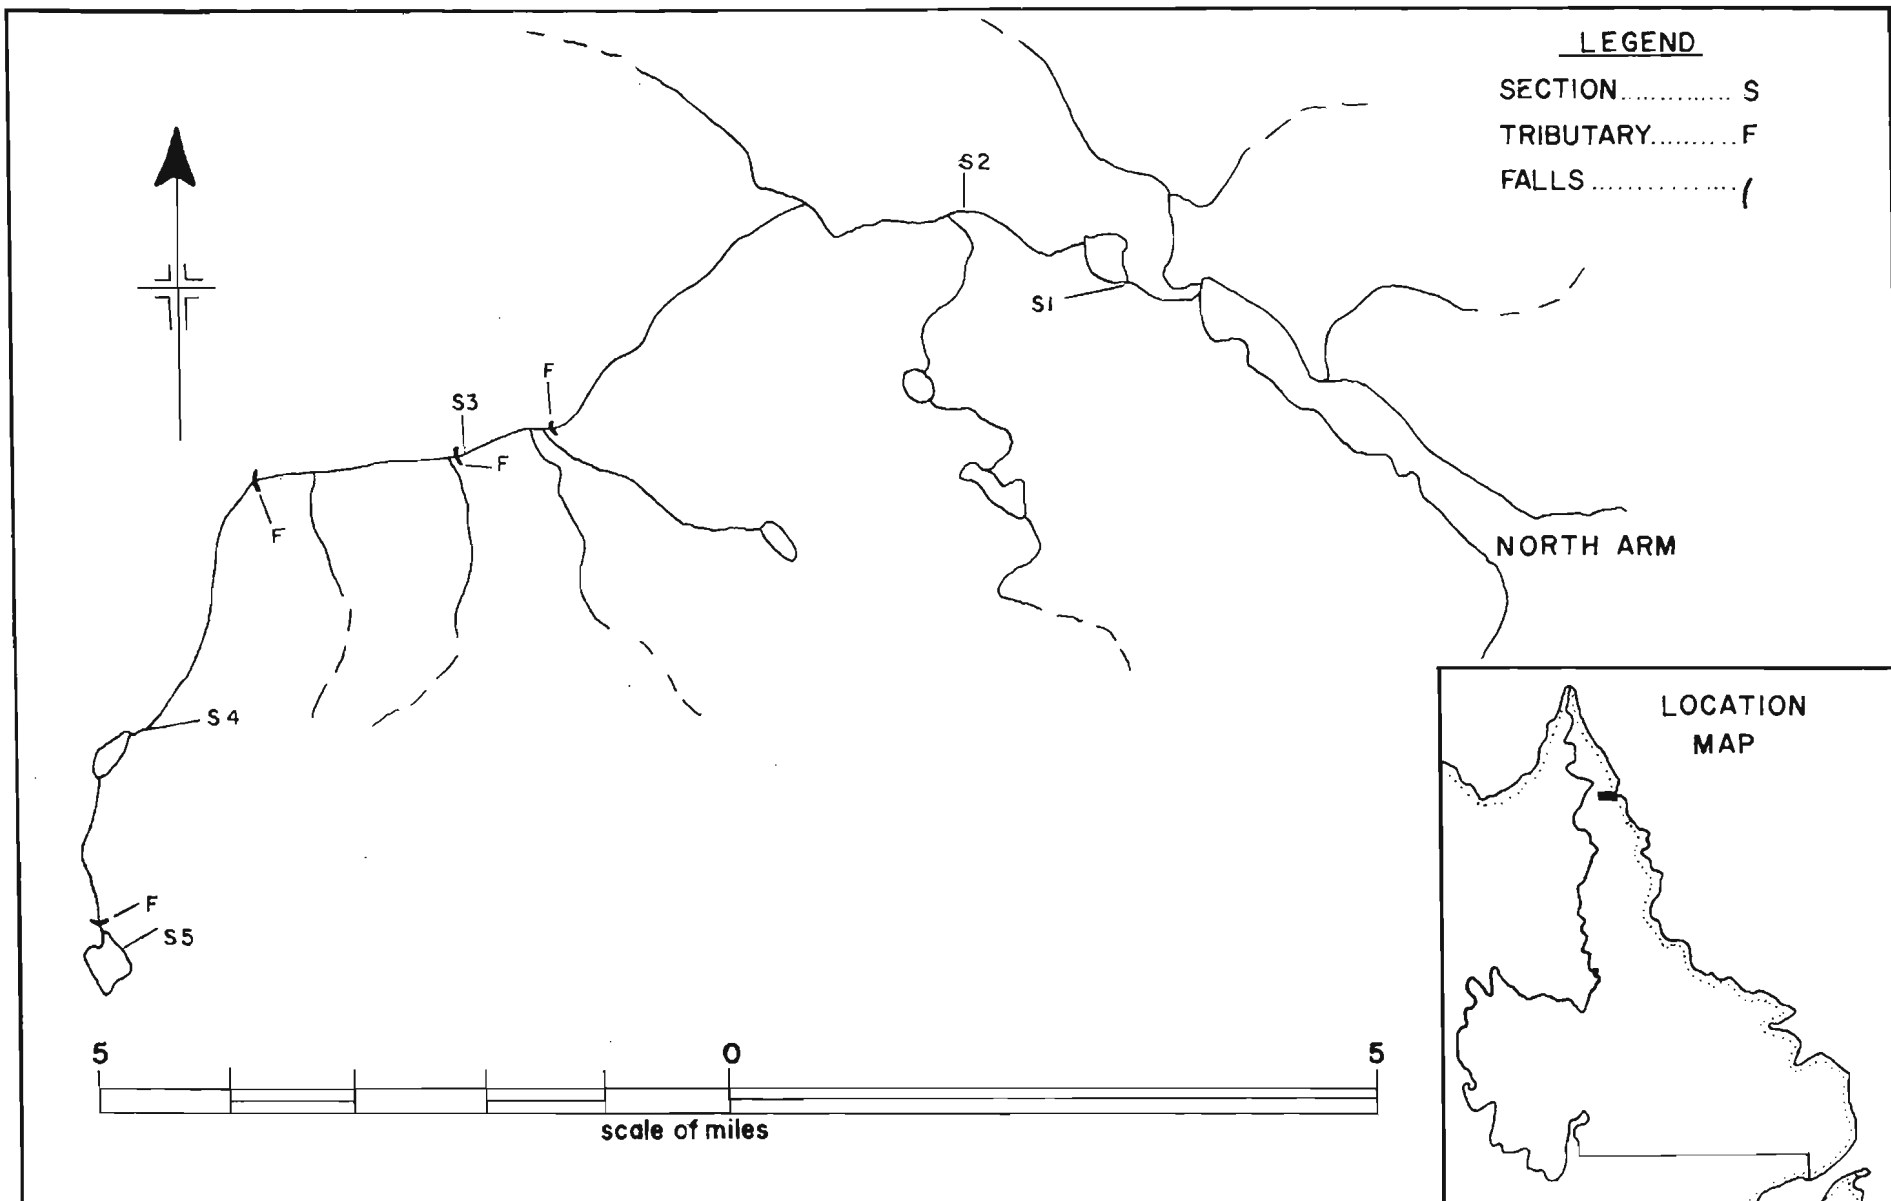 LEGEND
SECTION............. S
TRIBUTARY.......... F
FALLS ............... (
S2
S1
F
S3
F
F
NORTH ARM
S4
F
S5
LOCATION
MAP
5 0 5
scale of miles